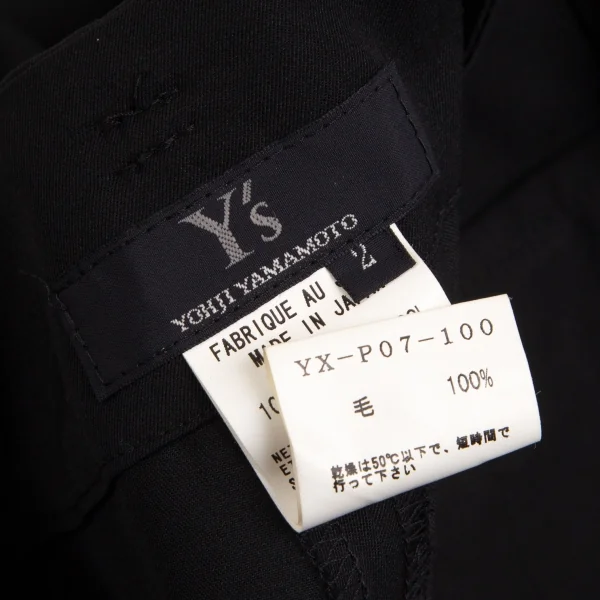 Y's
YOHJI YAMAMOTO
2
FABRIQUE AU
MADE IN JAPAN
YX-P07-100
毛 100%
乾燥は50℃以下で、短時間で
行って下さい